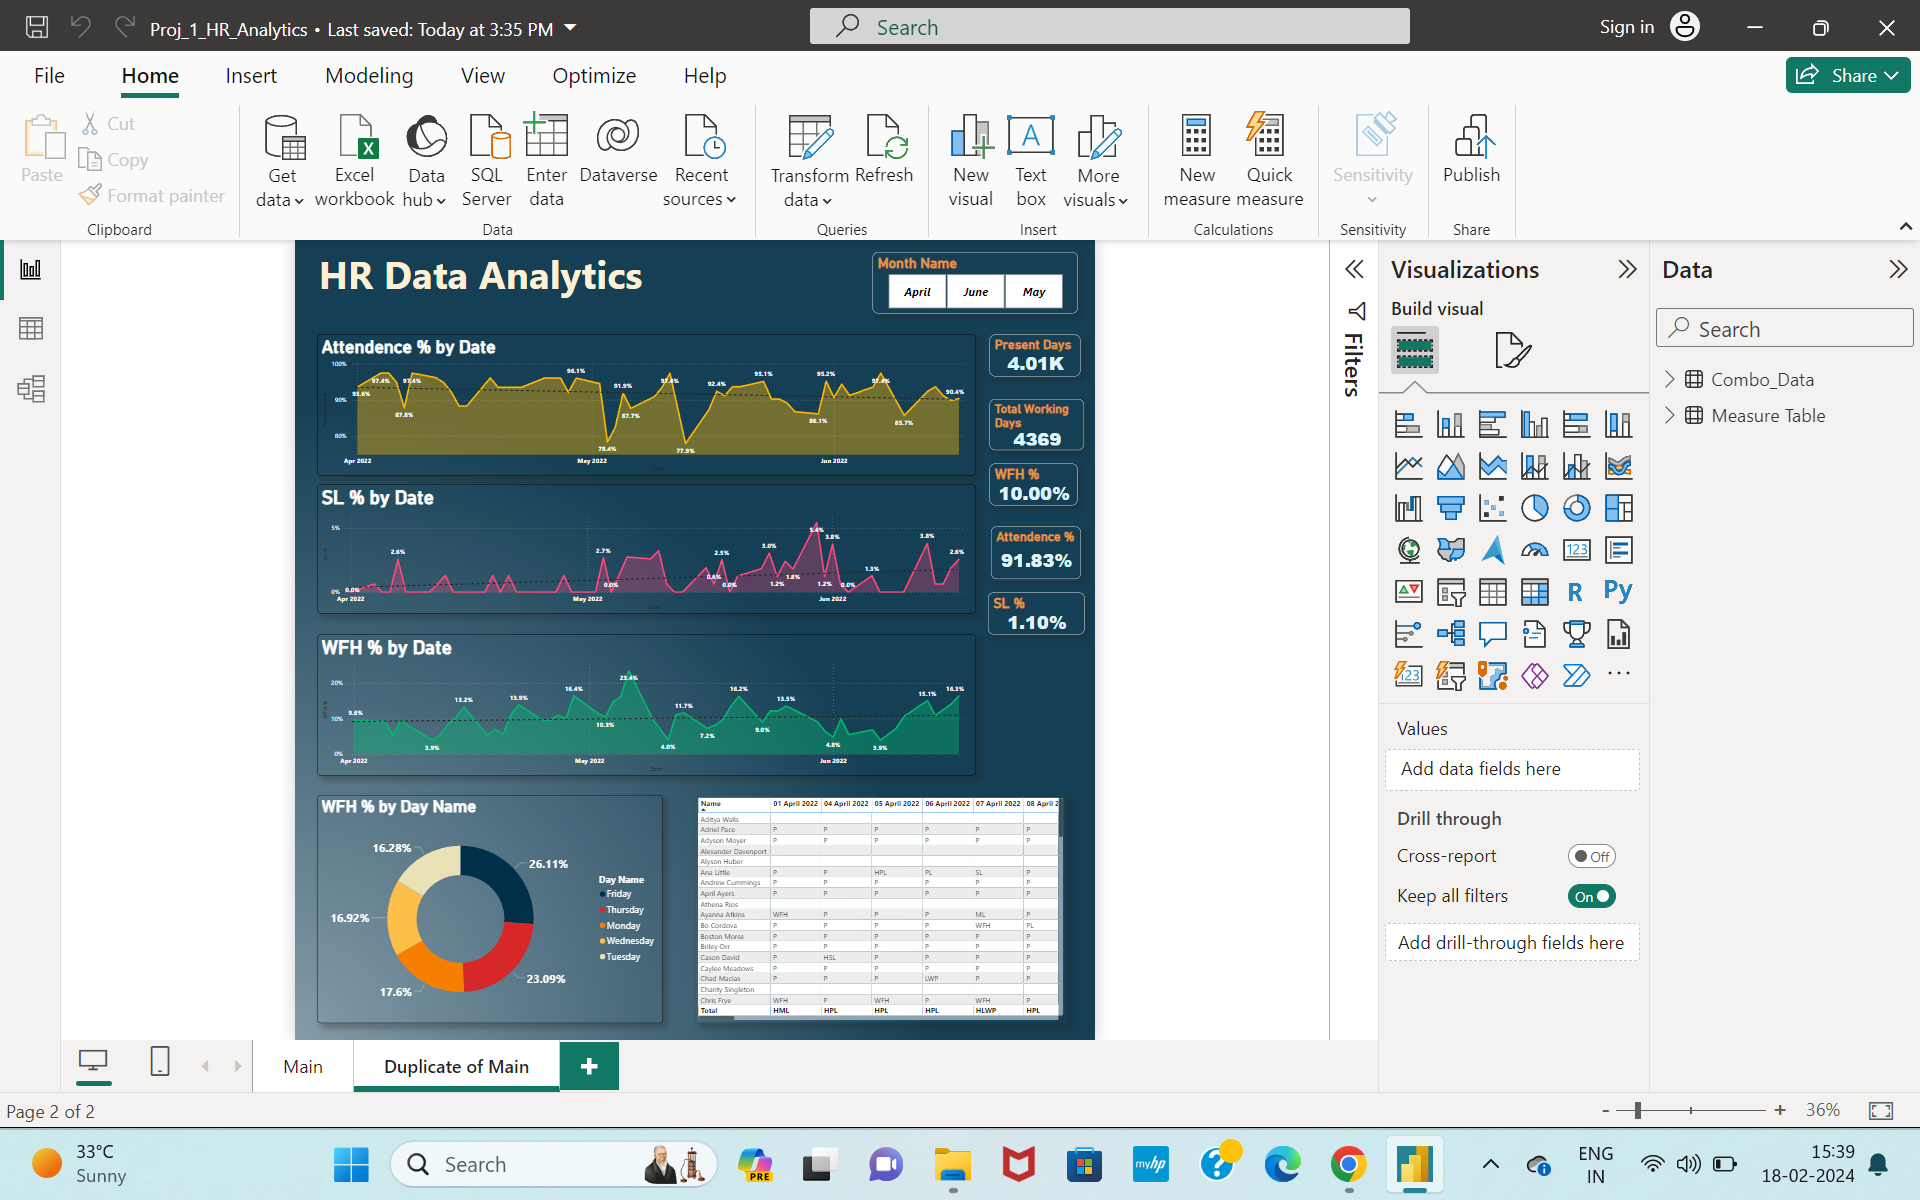 Proj_1_HR_Analytics • Last saved: Today at 3:35 PM
Search
Sign in
File
Home
Insert
Modeling
View
Optimize
Help
Share
Paste
Cut
Copy
Format painter
Clipboard
Get data
Excel workbook
Data hub
SQL Server
Enter data
Dataverse
Recent sources
Data
Transform data
Refresh
Queries
New visual
Text box
More visuals
Insert
New measure
Quick measure
Calculations
Sensitivity
Sensitivity
Publish
Share
HR Data Analytics
Month Name
April
June
May
Attendence % by Date
100%
90%
80%
93.6%
97.4%
87.8%
97.4%
96.1%
78.4%
91.9%
87.7%
97.4%
77.9%
92.4%
95.1%
86.1%
95.2%
97.4%
85.7%
90.4%
Apr 2022
May 2022
Jun 2022
Present Days
4.01K
Total Working
Days
4369
WFH %
10.00%
Attendence %
91.83%
SL %
1.10%
SL % by Date
5%
0%
0.0%
2.6%
2.7%
0.0%
0.6%
2.5%
0.0%
3.0%
1.2%
1.8%
5.4%
1.2%
3.8%
0.0%
1.3%
3.8%
2.6%
Apr 2022
May 2022
Jun 2022
WFH % by Date
20%
10%
0%
WFH %
9.6%
3.9%
13.2%
13.9%
16.4%
10.3%
23.4%
4.0%
11.7%
7.2%
16.2%
9.0%
13.5%
4.8%
3.9%
15.1%
16.3%
Apr 2022
May 2022
Jun 2022
WFH % by Day Name
16.28%
26.11%
16.92%
17.6%
23.09%
Day Name
Friday
Thursday
Monday
Wednesday
Tuesday
Name 01 April 2022 04 April 2022 05 April 2022 06 April 2022 07 April 2022 08 April 2
Aditya Walls
Adriel Pace P P P P P P
Adyson Moyer P P P P P P
Alexander Davenport
Alyson Huber
Ana Little P P HPL PL SL P
Andrew Cummings P P P P P P
April Ayers P P P P P P
Athena Rios
Ayanna Atkins WFH P P P ML P
Bo Cordova P P P P WFH PL
Boston Morse P P P P P P
Briley Orr P P P P P P
Cason David P HSL P P P P
Caylee Meadows P P P P P P
Chad Macias P P P LWP P P
Charity Singleton
Chris Frye WFH P WFH P WFH P
Total HML HPL HPL HPL HLWP HPL
Filters
Visualizations
Build visual
123
R
Py
123
Values
Add data fields here
Drill through
Cross-report
Off
Keep all filters
On
Add drill-through fields here
Data
Search
Combo_Data
Measure Table
Main
Duplicate of Main
Page 2 of 2
36%
33°C
Sunny
Search
PRE
myhp
ENG
IN
15:39
18-02-2024